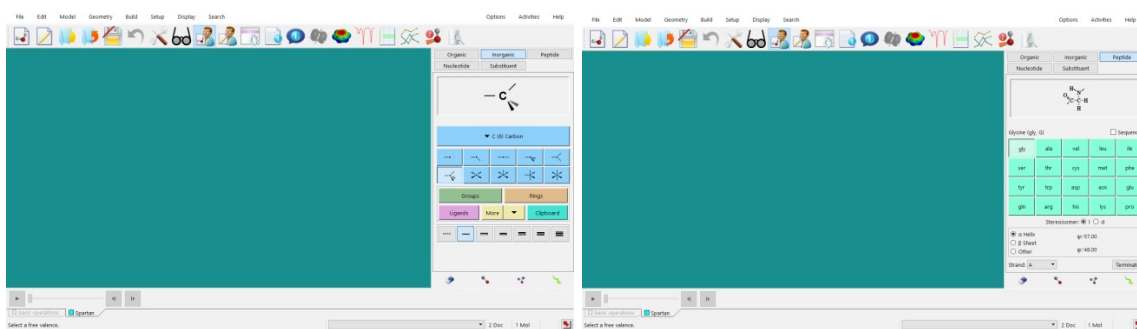 File Edit Model Geometry Build Setup Display Search Options Activities Help
Organic Inorganic Peptide
Nucleotide Substituent
C
C (6) Carbon
Groups Rings
Ligands More Clipboard
basic operations Spartan
Select a free valence. 2 Doc 1 Mol
File Edit Model Geometry Build Setup Display Search Options Activities Help
Organic Inorganic Peptide
Nucleotide Substituent
H N
O C C H
H
Glycine (gly, G) Sequence
gly ala val leu ile
ser thr cys met phe
tyr trp asp asn glu
gln arg his lys pro
Stereoisomer: l d
α Helix φ:-57.00
β Sheet ψ:-48.00
Other
Strand: A Terminate
basic operations Spartan
Select a free valence. 2 Doc 1 Mol